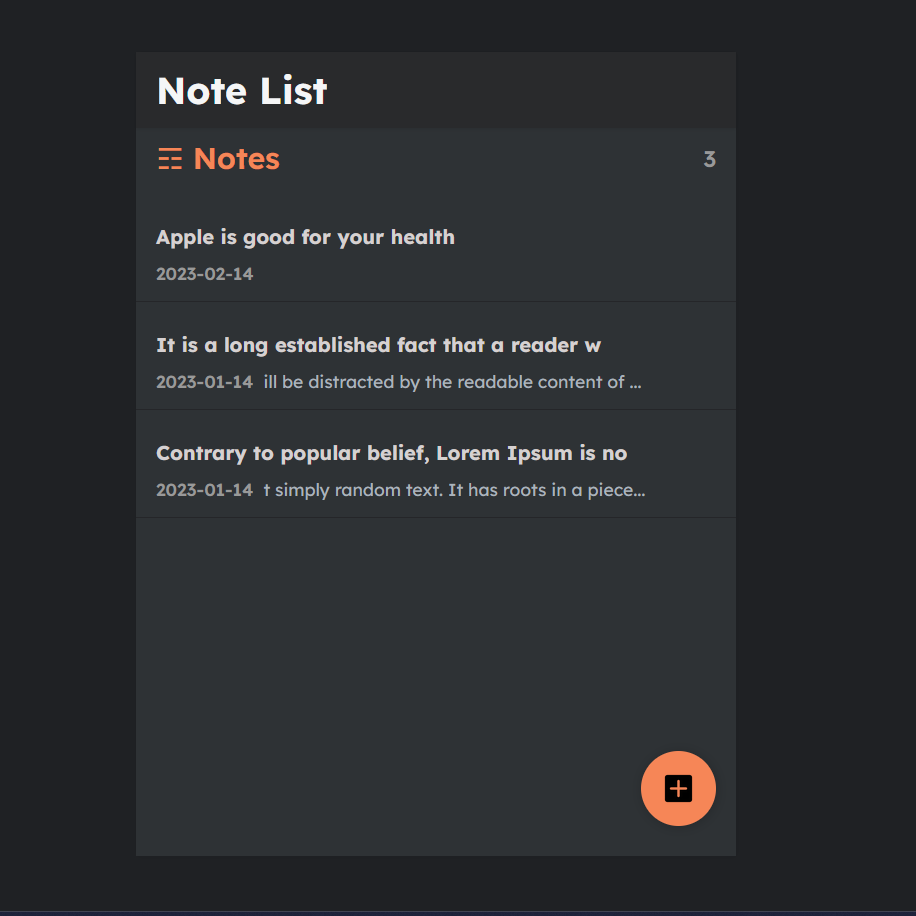 Note List
Notes 3
Apple is good for your health
2023-02-14
It is a long established fact that a reader w
2023-01-14 ill be distracted by the readable content of ...
Contrary to popular belief, Lorem Ipsum is no
2023-01-14 t simply random text. It has roots in a piece...